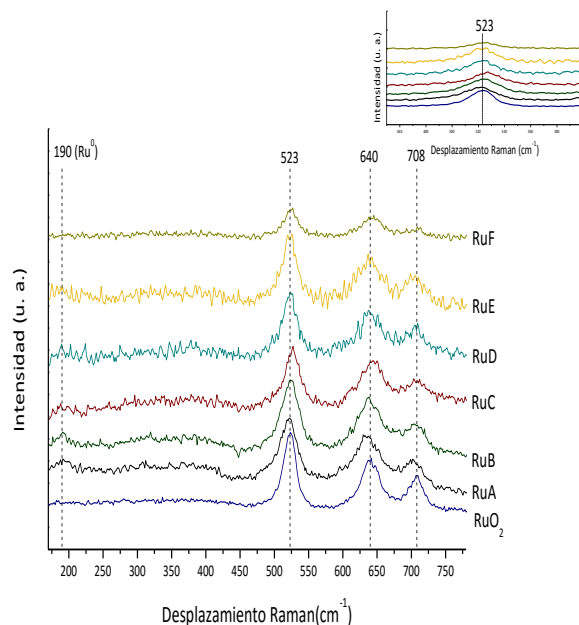 523
Intensidad (u. a.)
Desplazamiento Raman (cm⁻¹)
190 (Ru⁰)
523
640
708
Intensidad (u. a.)
RuF
RuE
RuD
RuC
RuB
RuA
RuO₂
200 250 300 350 400 450 500 550 600 650 700 750
Desplazamiento Raman(cm⁻¹)